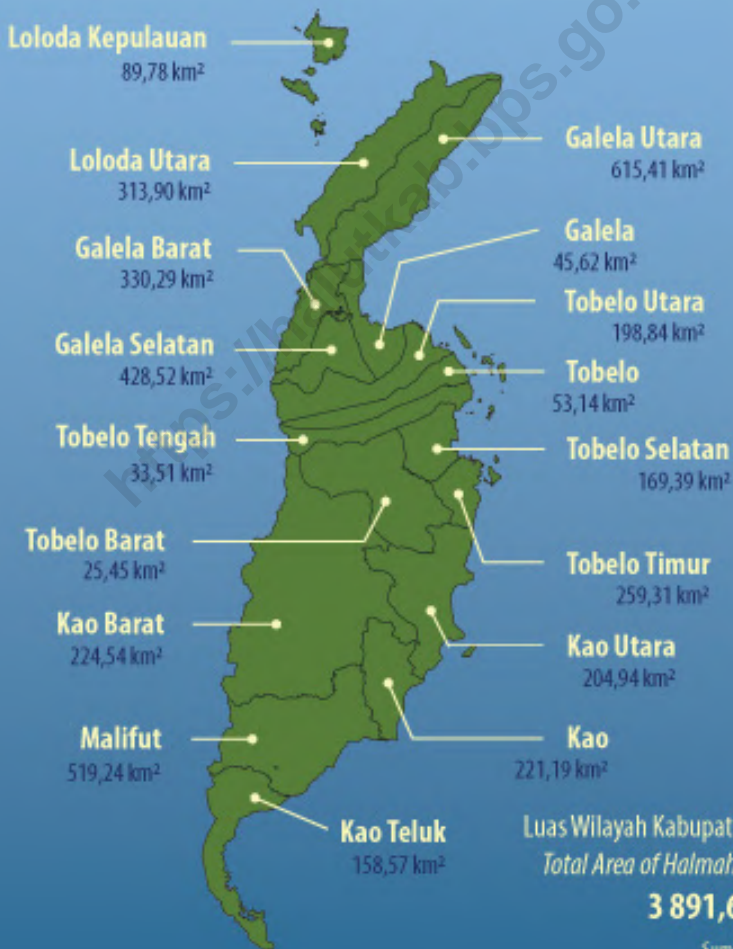 Loloda Kepulauan
89,78 km²
Loloda Utara
313,90 km²
Galela Utara
615,41 km²
Galela Barat
330,29 km²
Galela
45,62 km²
Tobelo Utara
198,84 km²
Galela Selatan
428,52 km²
Tobelo
53,14 km²
Tobelo Tengah
33,51 km²
Tobelo Selatan
169,39 km²
Tobelo Barat
25,45 km²
Tobelo Timur
259,31 km²
Kao Barat
224,54 km²
Kao Utara
204,94 km²
Malifut
519,24 km²
Kao
221,19 km²
Kao Teluk
158,57 km²
Luas Wilayah Kabupat
Total Area of Halmah
3 891,6